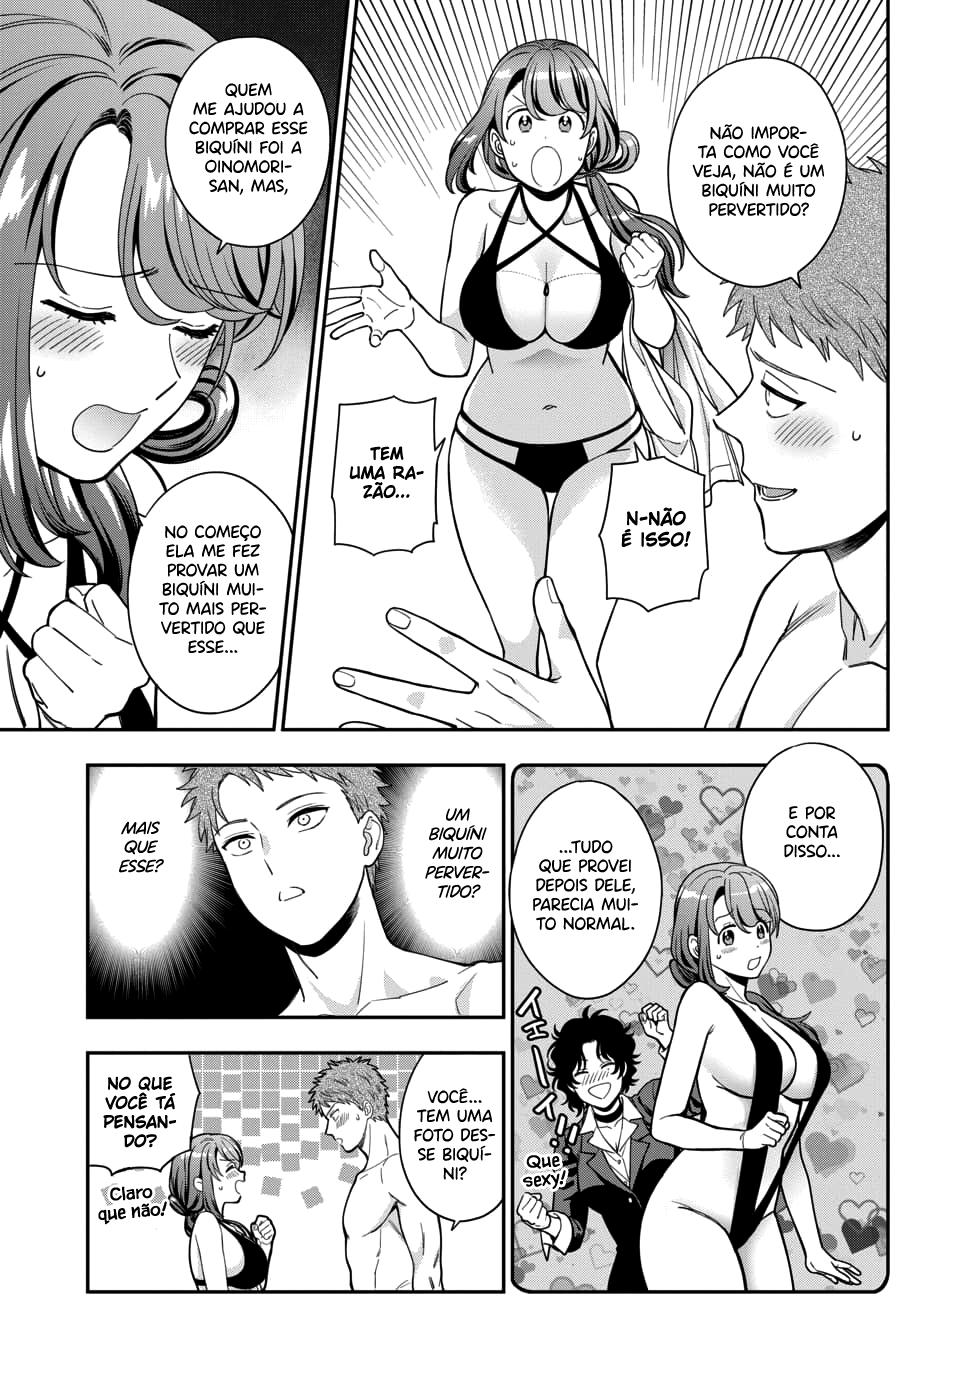 NÃO IMPOR-
TA COMO VOCÊ
VEJA, NÃO É UM
BIQUÍNI MUITO
PERVERTIDO?
N-NÃO
É ISSO!
TEM
UMA RA-
ZÃO...
QUEM
ME AJUDOU A
COMPRAR ESSE
BIQUÍNI FOI A
OINOMORI-
SAN, MAS,
NO COMEÇO
ELA ME FEZ
PROVAR UM
BIQUÍNI MUI-
TO MAIS PER-
VERTIDO QUE
ESSE...
E POR
CONTA
DISSO...
...TUDO
QUE PROVEI
DEPOIS DELE,
PARECIA MUI-
TO NORMAL.
イエーイ!!
Que
sexy!
UM
BIQUÍNI
MUITO
PERVER-
TIDO?
MAIS
QUE
ESSE?
VOCÊ...
TEM UMA
FOTO DES-
SE BIQUÍ-
NI?
NO QUE
VOCÊ TÁ
PENSAN-
DO?
Claro
que não!